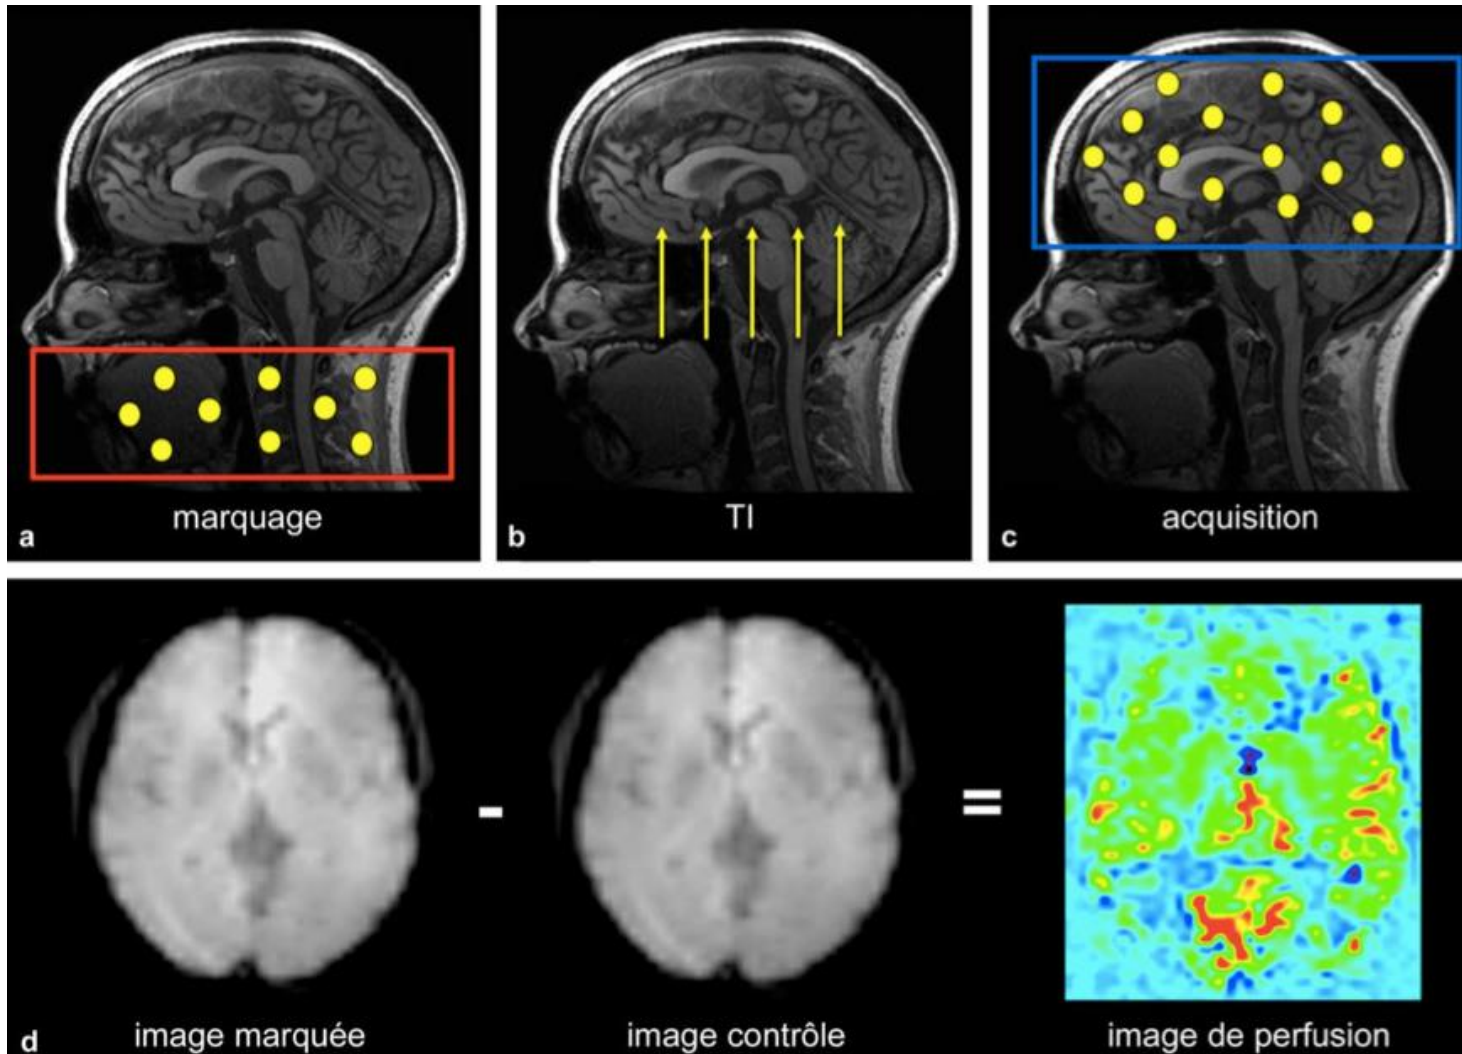 marquage
a
TI
b
acquisition
c
-
=
d
image marquée
image contrôle
image de perfusion